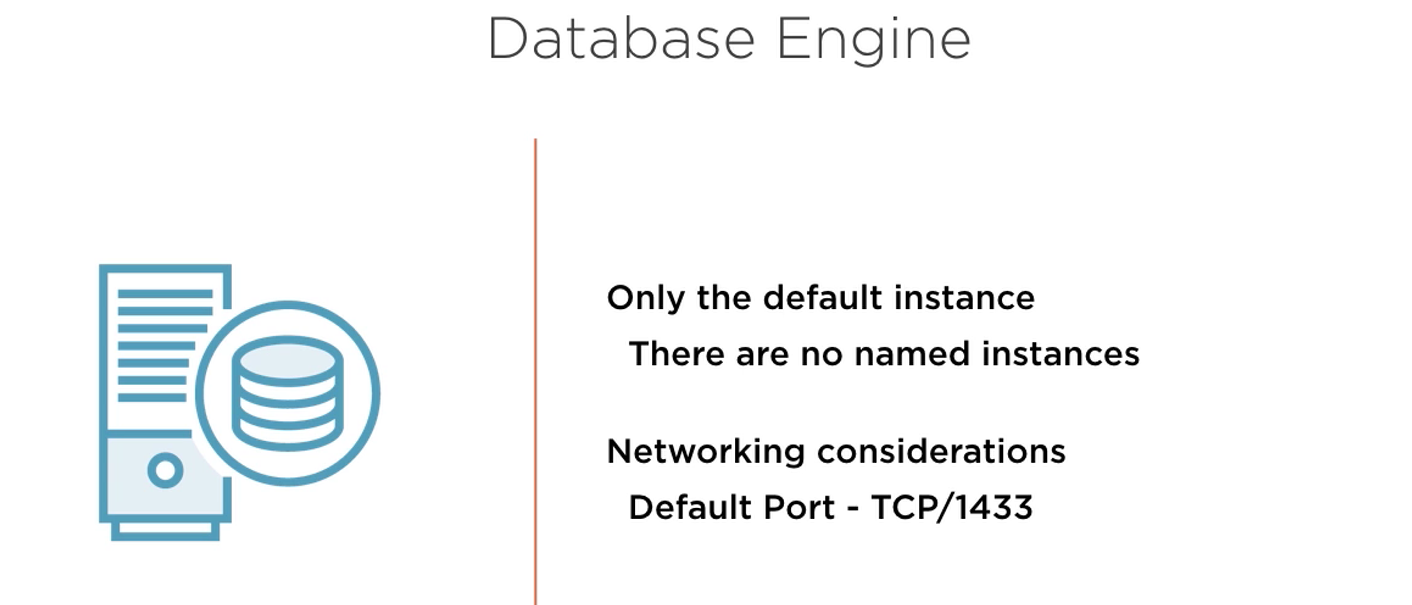 Database Engine
Only the default instance
There are no named instances
Networking considerations
Default Port - TCP/1433